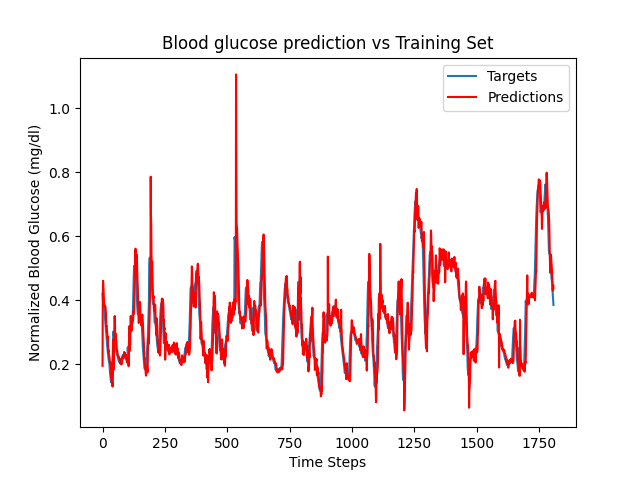 Blood glucose prediction vs Training Set
Targets
Predictions
Normalized Blood Glucose (mg/dl)
1.0
0.8
0.6
0.4
0.2
0 250 500 750 1000 1250 1500 1750
Time Steps